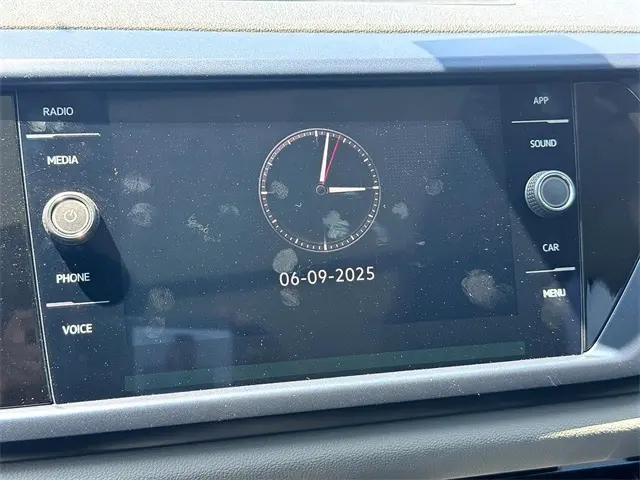 RADIO
MEDIA
PHONE
VOICE
06-09-2025
APP
SOUND
CAR
MENU